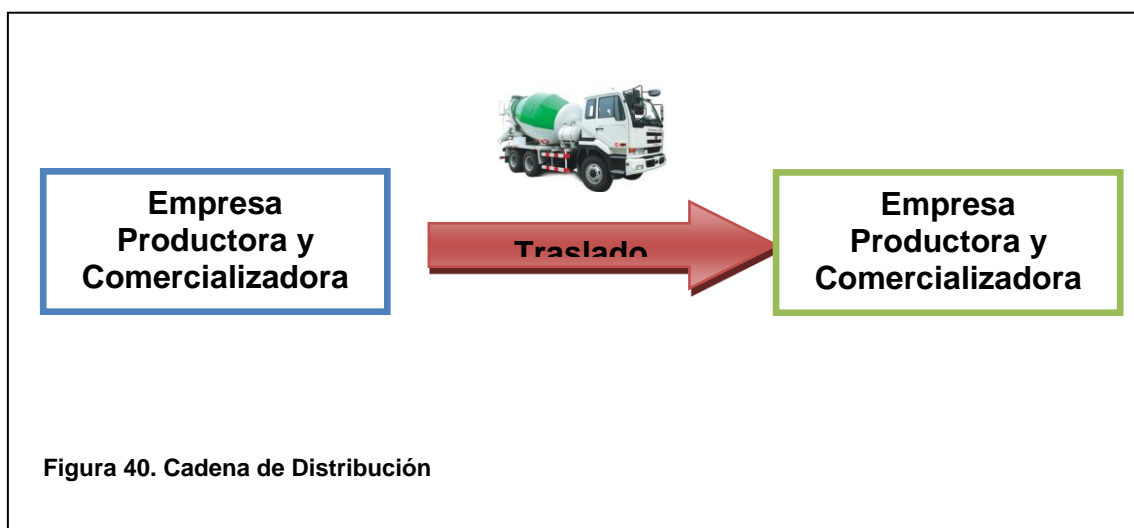 Empresa
Productora y
Comercializadora
Traslado
Empresa
Productora y
Comercializadora
Figura 40. Cadena de Distribución